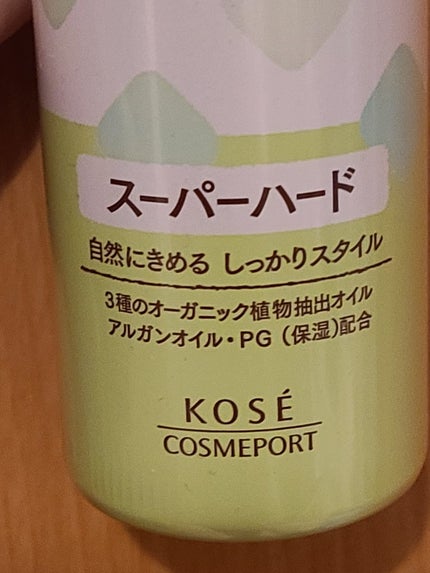 スーパーハード
自然にきめる しっかりスタイル
3種のオーガニック植物抽出オイル
アルガンオイル・PG（保湿）配合
KOSÉ
COSMEPORT